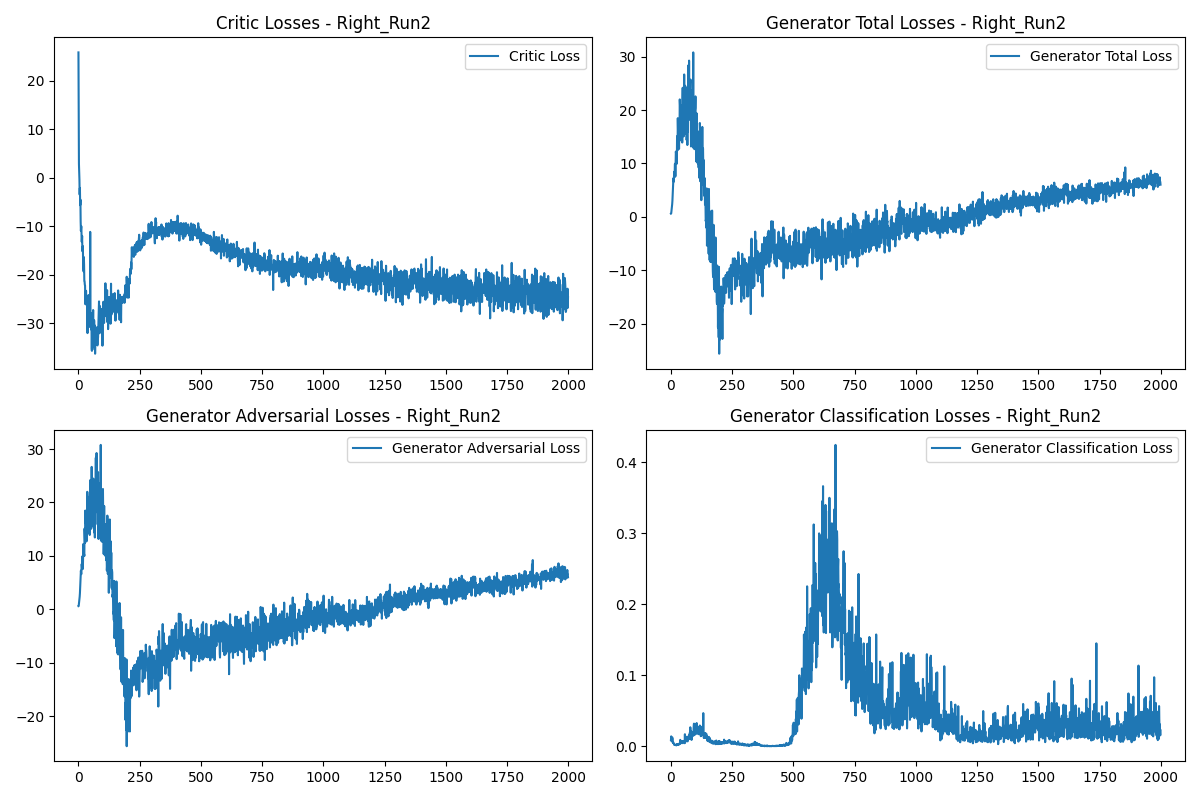 Critic Losses - Right_Run2
Critic Loss
20
10
0
−10
−20
−30
0 250 500 750 1000 1250 1500 1750 2000
Generator Total Losses - Right_Run2
Generator Total Loss
30
20
10
0
−10
−20
0 250 500 750 1000 1250 1500 1750 2000
Generator Adversarial Losses - Right_Run2
Generator Adversarial Loss
30
20
10
0
−10
−20
0 250 500 750 1000 1250 1500 1750 2000
Generator Classification Losses - Right_Run2
Generator Classification Loss
0.4
0.3
0.2
0.1
0.0
0 250 500 750 1000 1250 1500 1750 2000